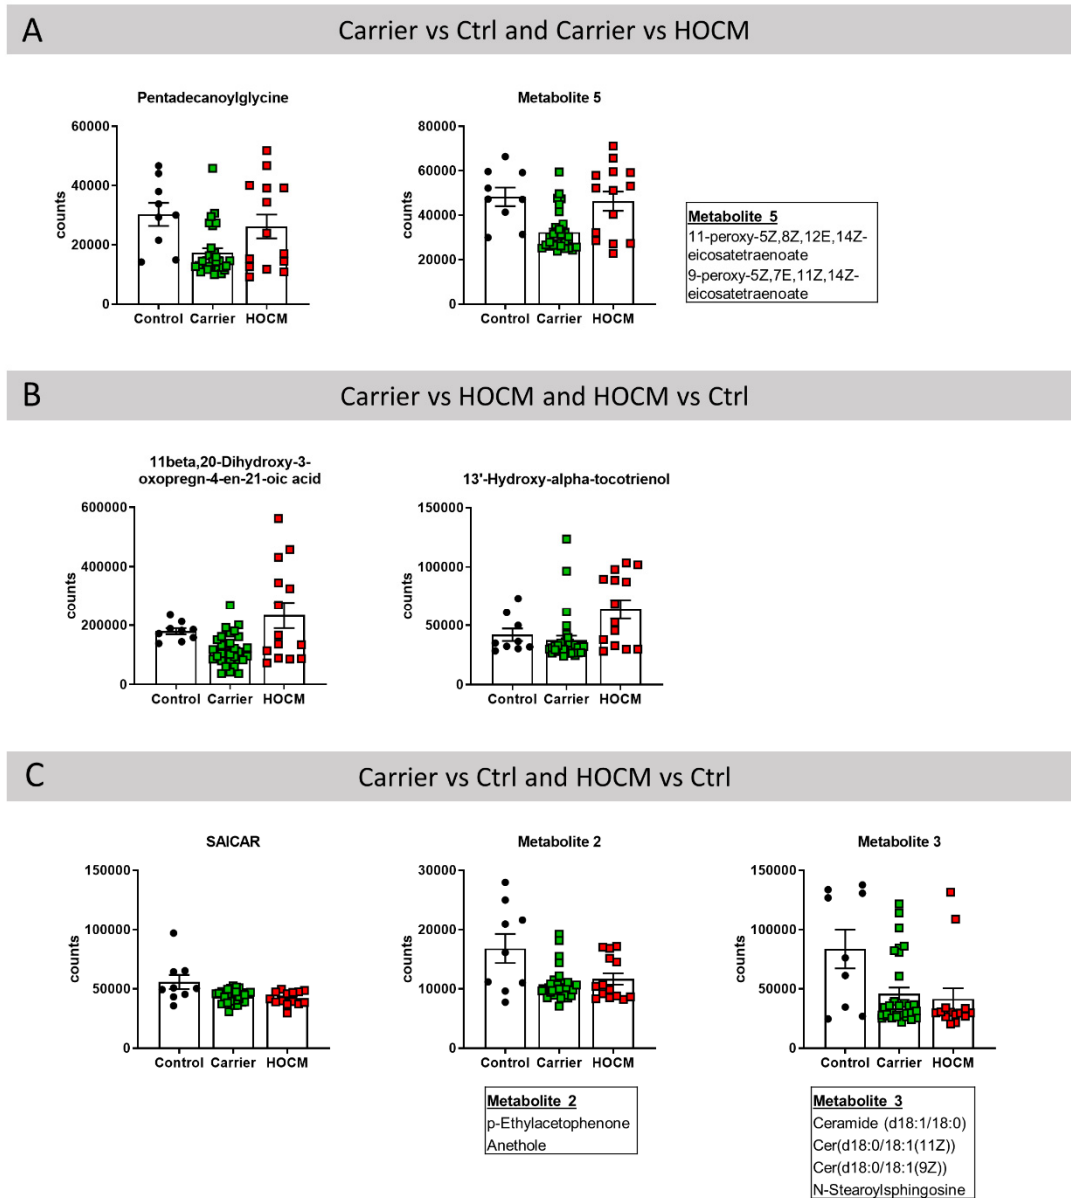 A
Carrier vs Ctrl and Carrier vs HOCM
Pentadecanoylglycine
60000
40000
20000
0
counts
Control Carrier HOCM
Metabolite 5
80000
60000
40000
20000
0
counts
Control Carrier HOCM
Metabolite 5
11-peroxy-5Z,8Z,12E,14Z-
eicosatetraenoate
9-peroxy-5Z,7E,11Z,14Z-
eicosatetraenoate
B
Carrier vs HOCM and HOCM vs Ctrl
11beta,20-Dihydroxy-3-
oxopregn-4-en-21-oic acid
600000
400000
200000
0
counts
Control Carrier HOCM
13'-Hydroxy-alpha-tocotrienol
150000
100000
50000
0
counts
Control Carrier HOCM
C
Carrier vs Ctrl and HOCM vs Ctrl
SAICAR
150000
100000
50000
0
counts
Control Carrier HOCM
Metabolite 2
30000
20000
10000
0
counts
Control Carrier HOCM
Metabolite 2
p-Ethylacetophenone
Anethole
Metabolite 3
150000
100000
50000
0
counts
Control Carrier HOCM
Metabolite 3
Ceramide (d18:1/18:0)
Cer(d18:0/18:1(11Z))
Cer(d18:0/18:1(9Z))
N-Stearoylsphingosine